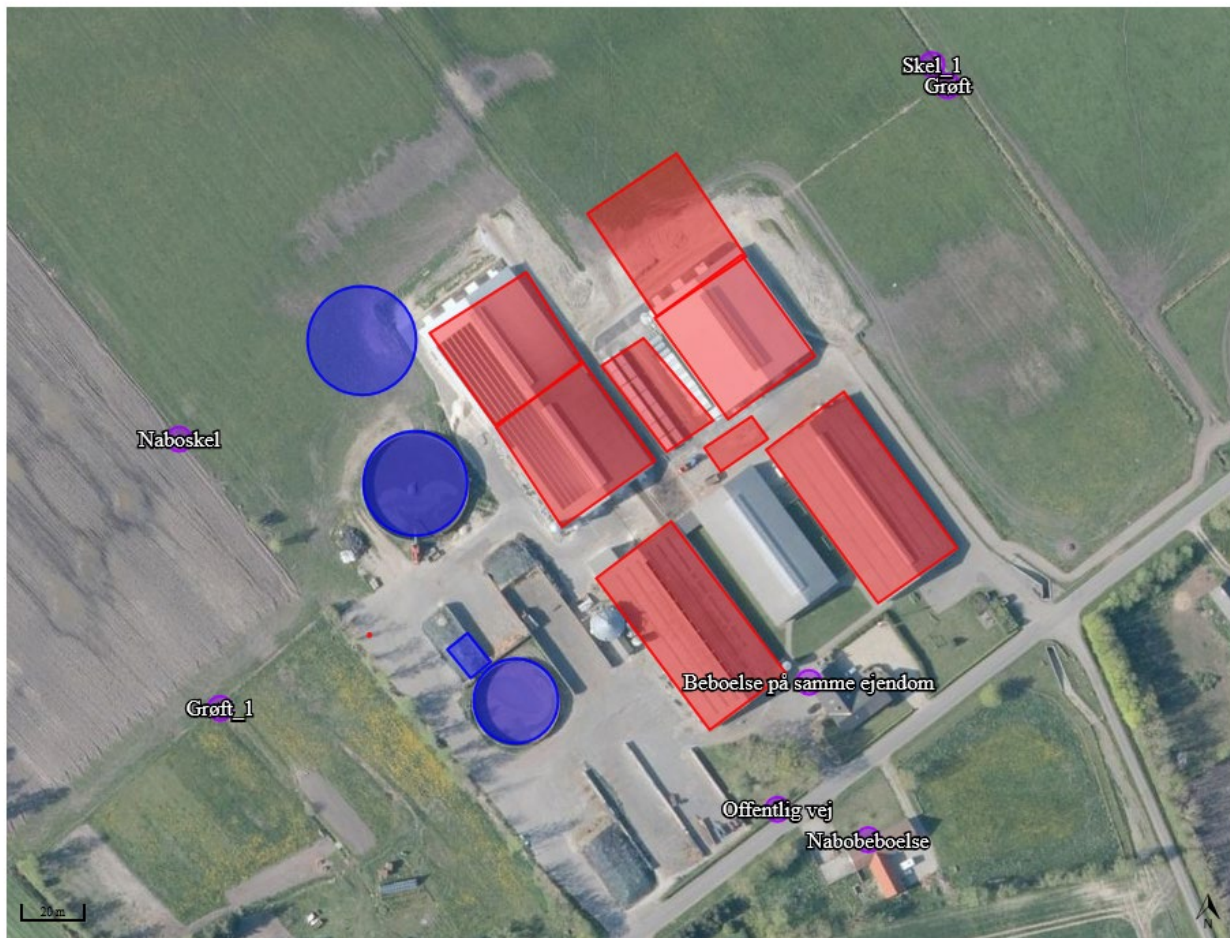 Skel_1
Grøft
Naboskel
Beboelse på samme ejendom
Grøft_1
Offentlig vej
Nabobeboelse
20 m
N